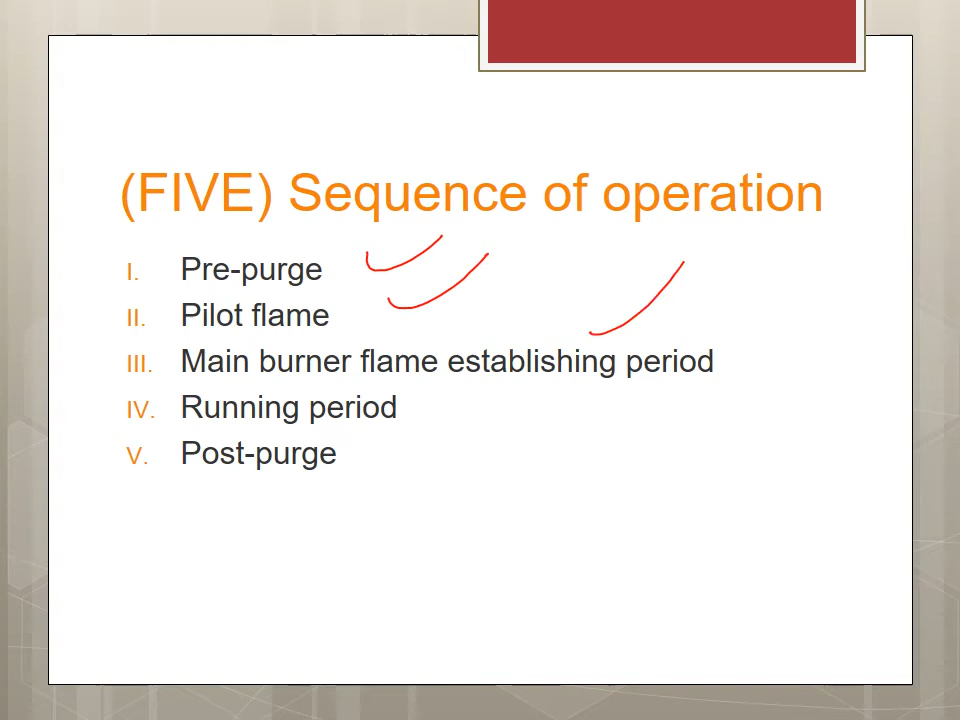 (FIVE) Sequence of operation
I. Pre-purge
II. Pilot flame
III. Main burner flame establishing period
IV. Running period
V. Post-purge